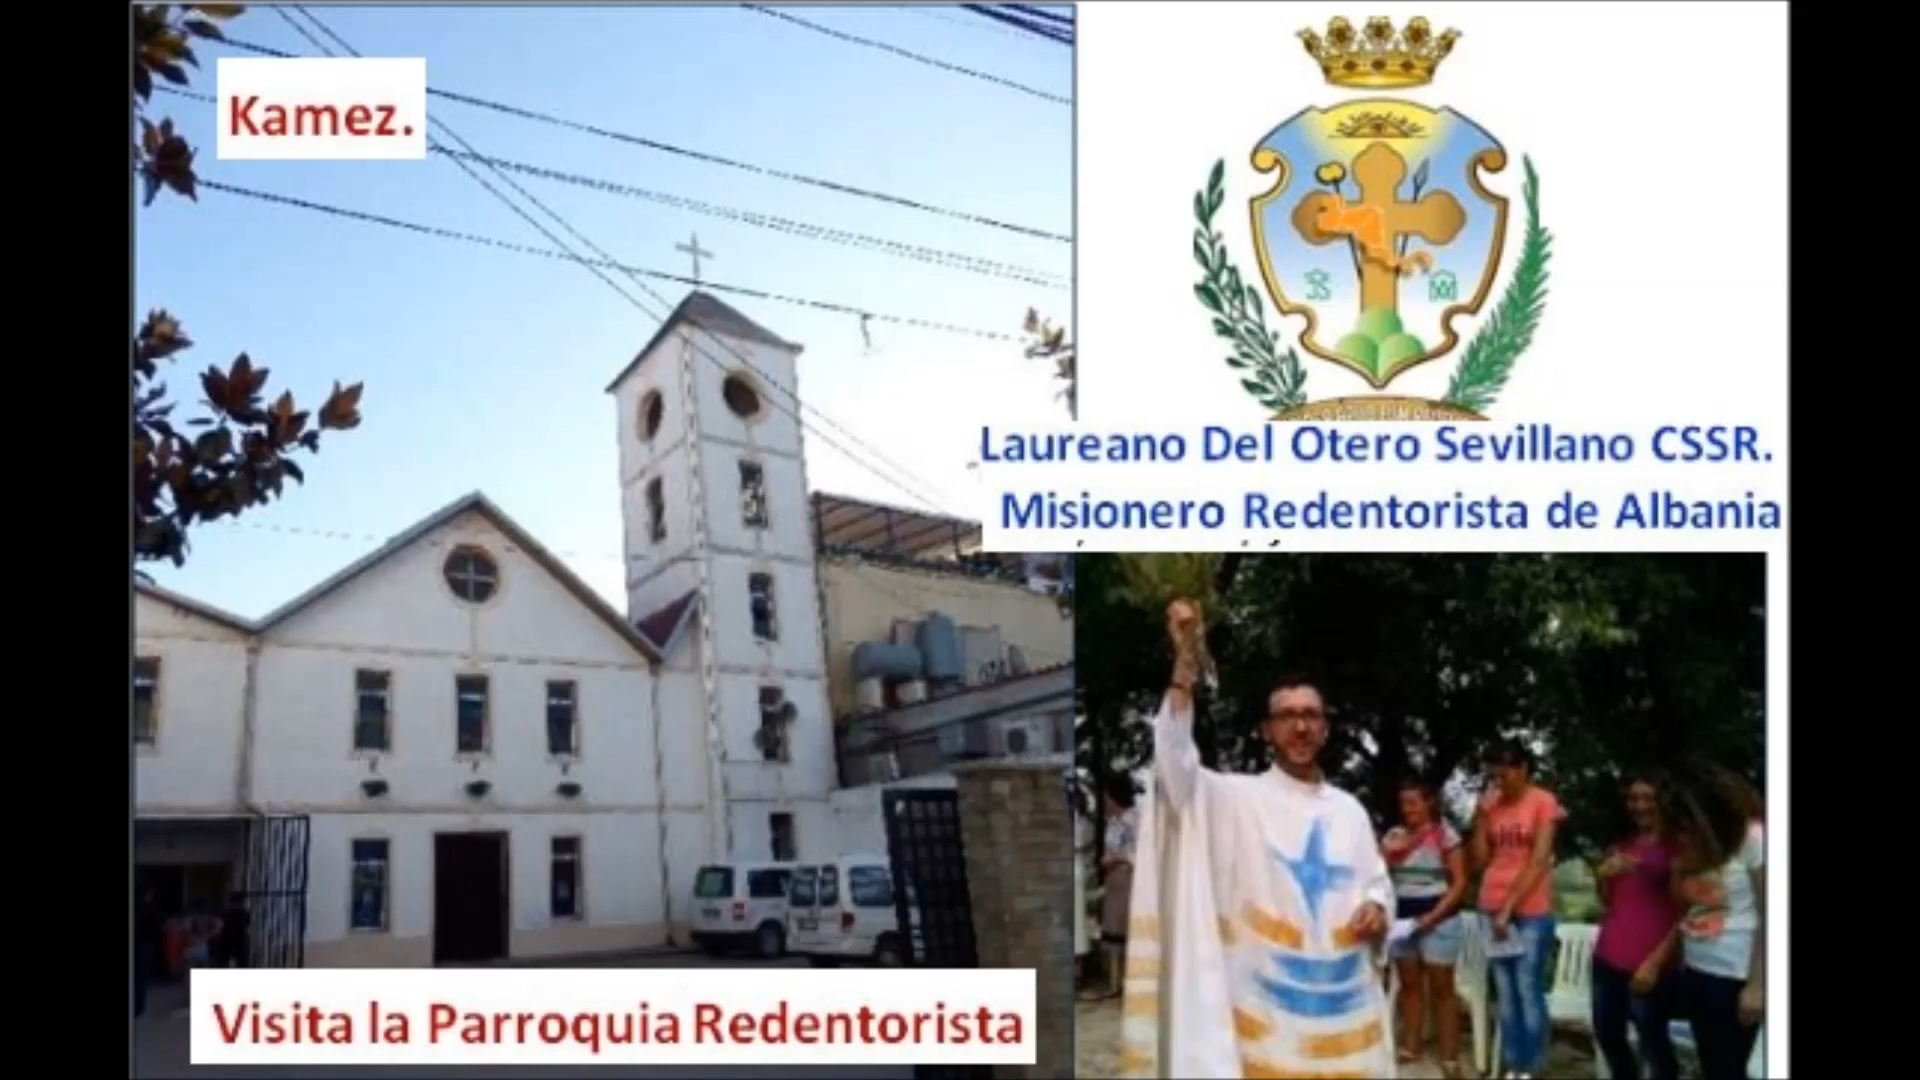 Kamez.
Laureano Del Otero Sevillano CSSR.
Misionero Redentorista de Albania
Visita la Parroquia Redentorista